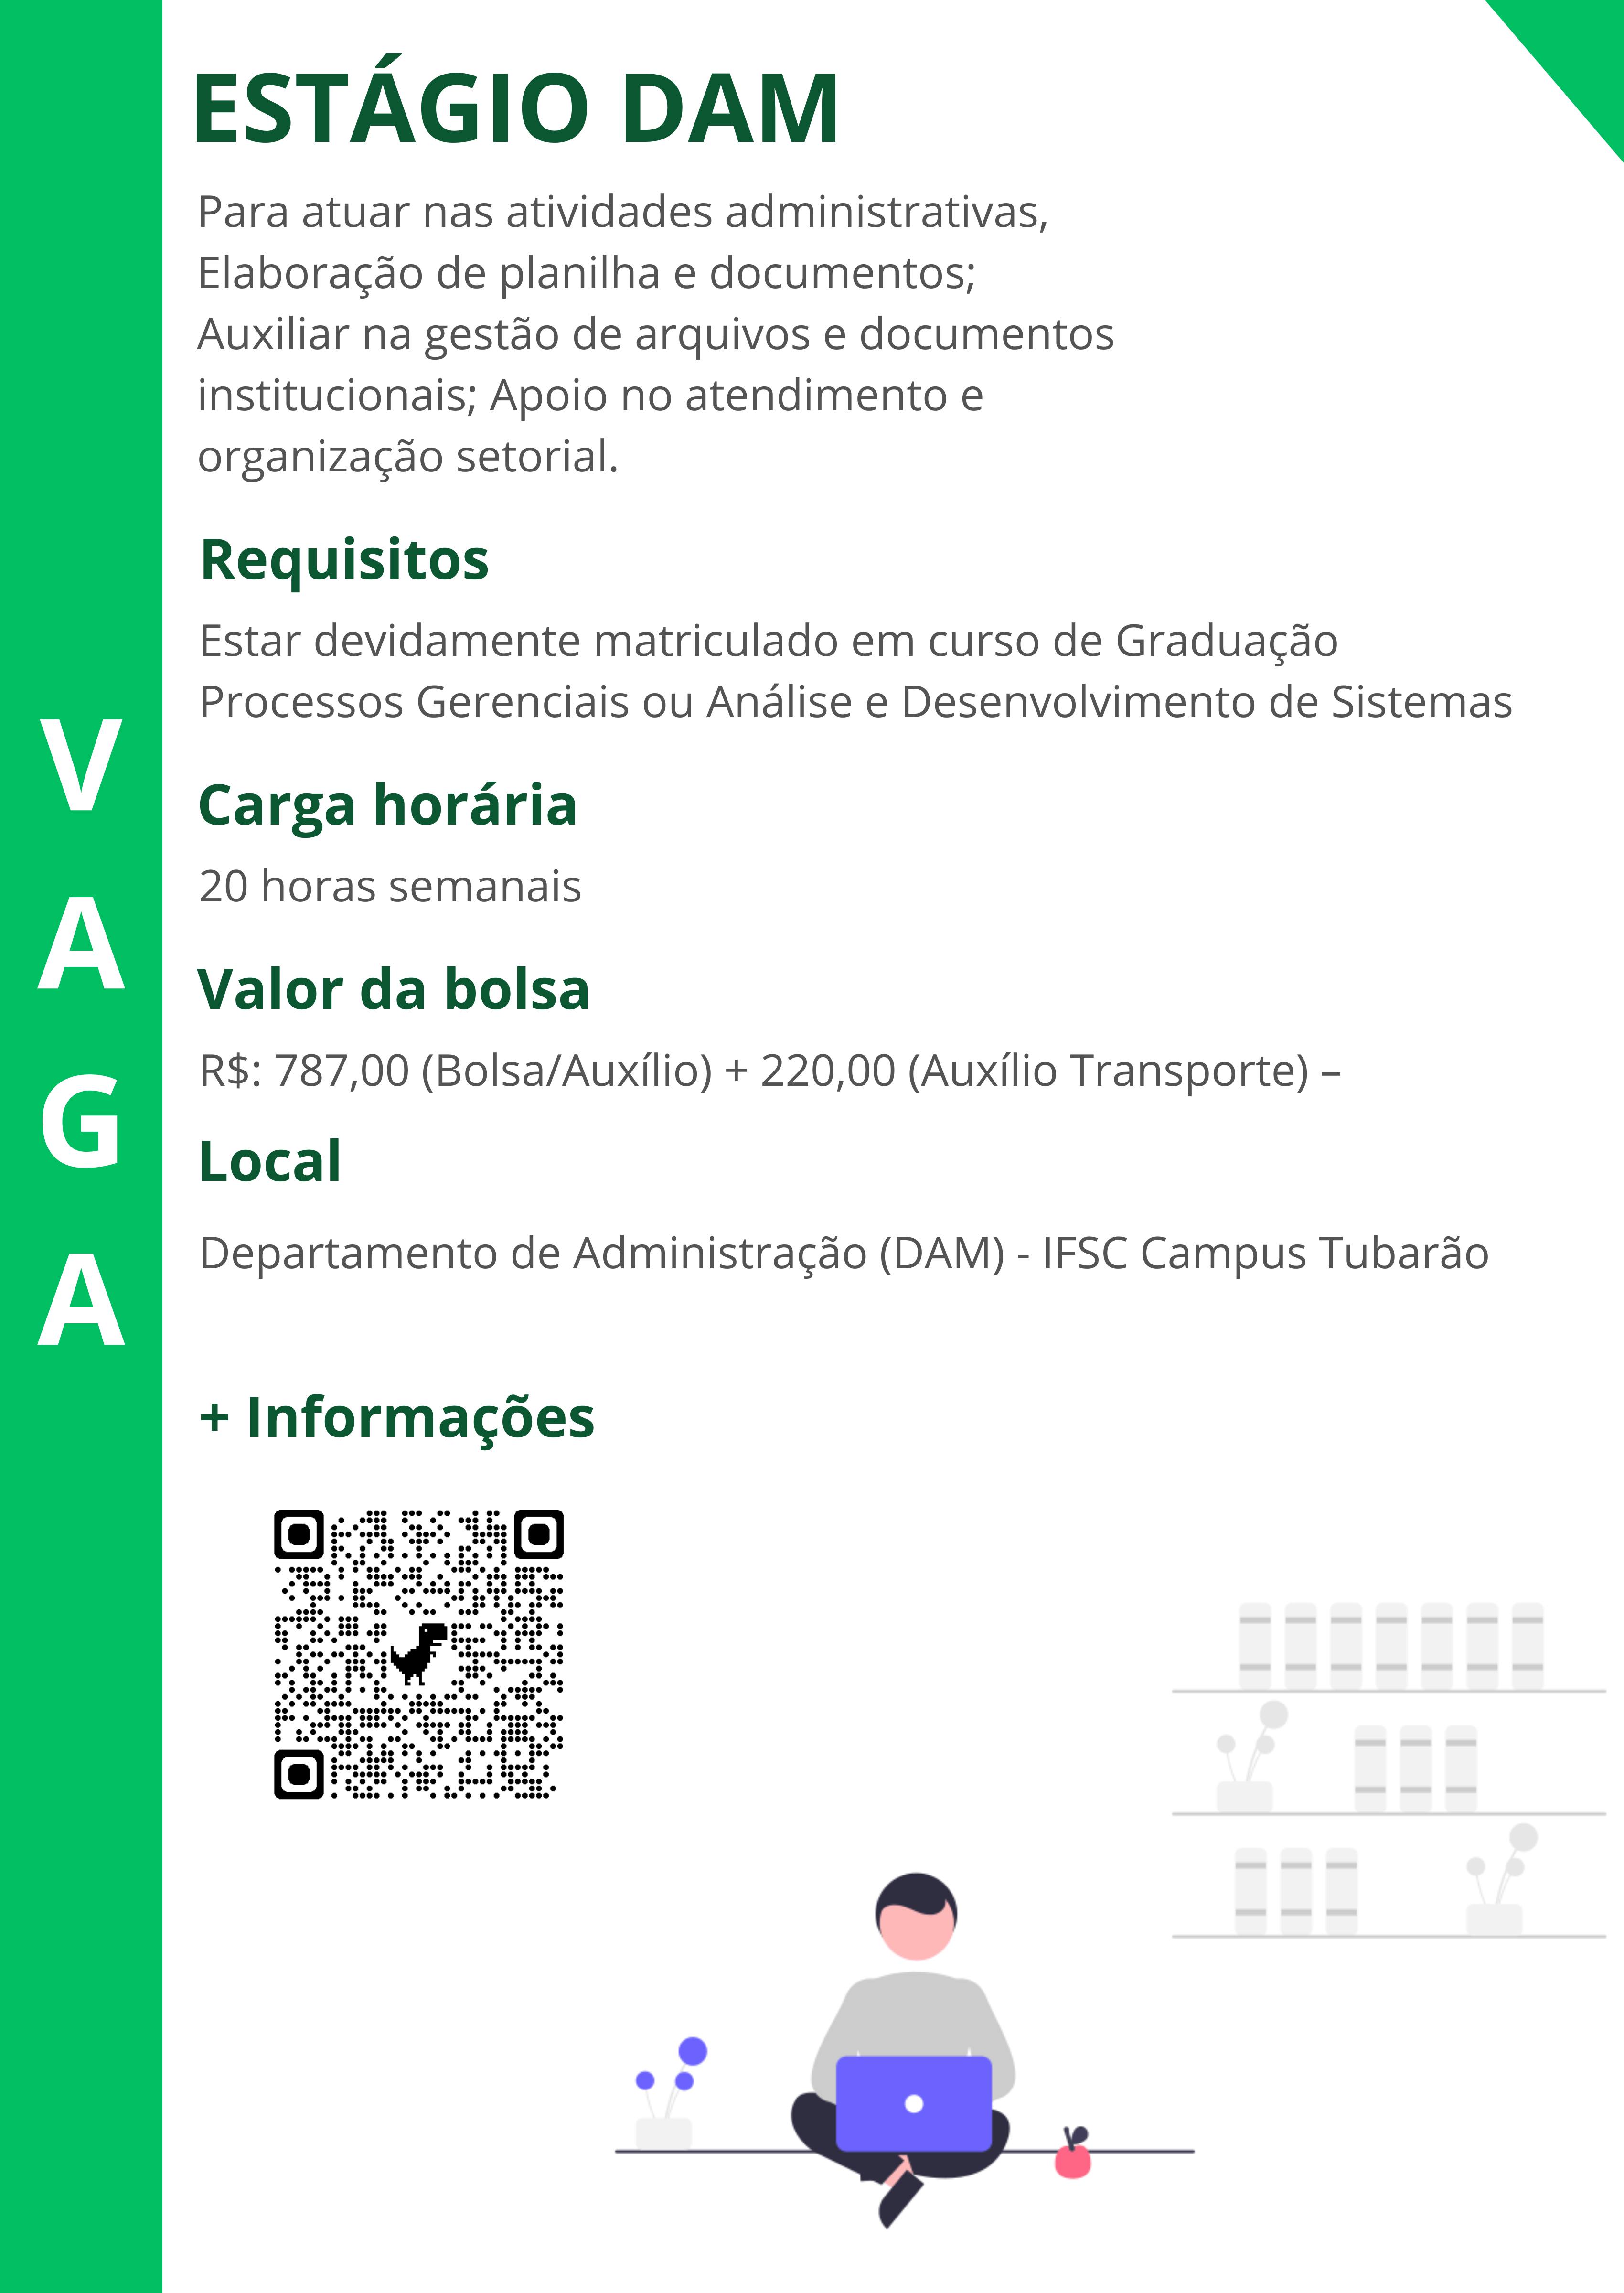 ESTÁGIO DAM
Para atuar nas atividades administrativas,
Elaboração de planilha e documentos;
Auxiliar na gestão de arquivos e documentos
institucionais; Apoio no atendimento e
organização setorial.
Requisitos
Estar devidamente matriculado em curso de Graduação
Processos Gerenciais ou Análise e Desenvolvimento de Sistemas
Carga horária
20 horas semanais
Valor da bolsa
R$: 787,00 (Bolsa/Auxílio) + 220,00 (Auxílio Transporte) –
Local
Departamento de Administração (DAM) - IFSC Campus Tubarão
+ Informações
V
A
G
A